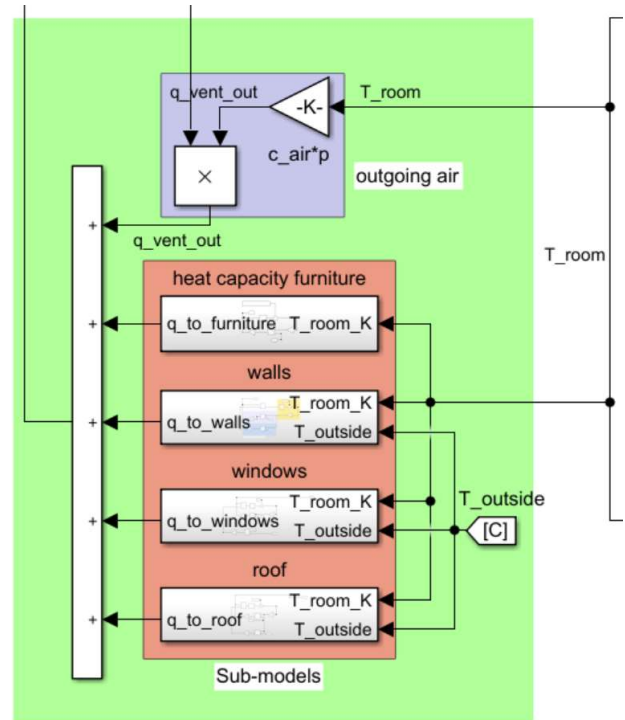 q_vent_out
T_room
-K-
c_air*p
×
outgoing air
+
q_vent_out
T_room
heat capacity furniture
+
q_to_furniture
T_room_K
walls
+
q_to_walls
T_room_K
T_outside
windows
T_outside
+
q_to_windows
T_room_K
T_outside
[C]
roof
+
q_to_roof
T_room_K
T_outside
Sub-models